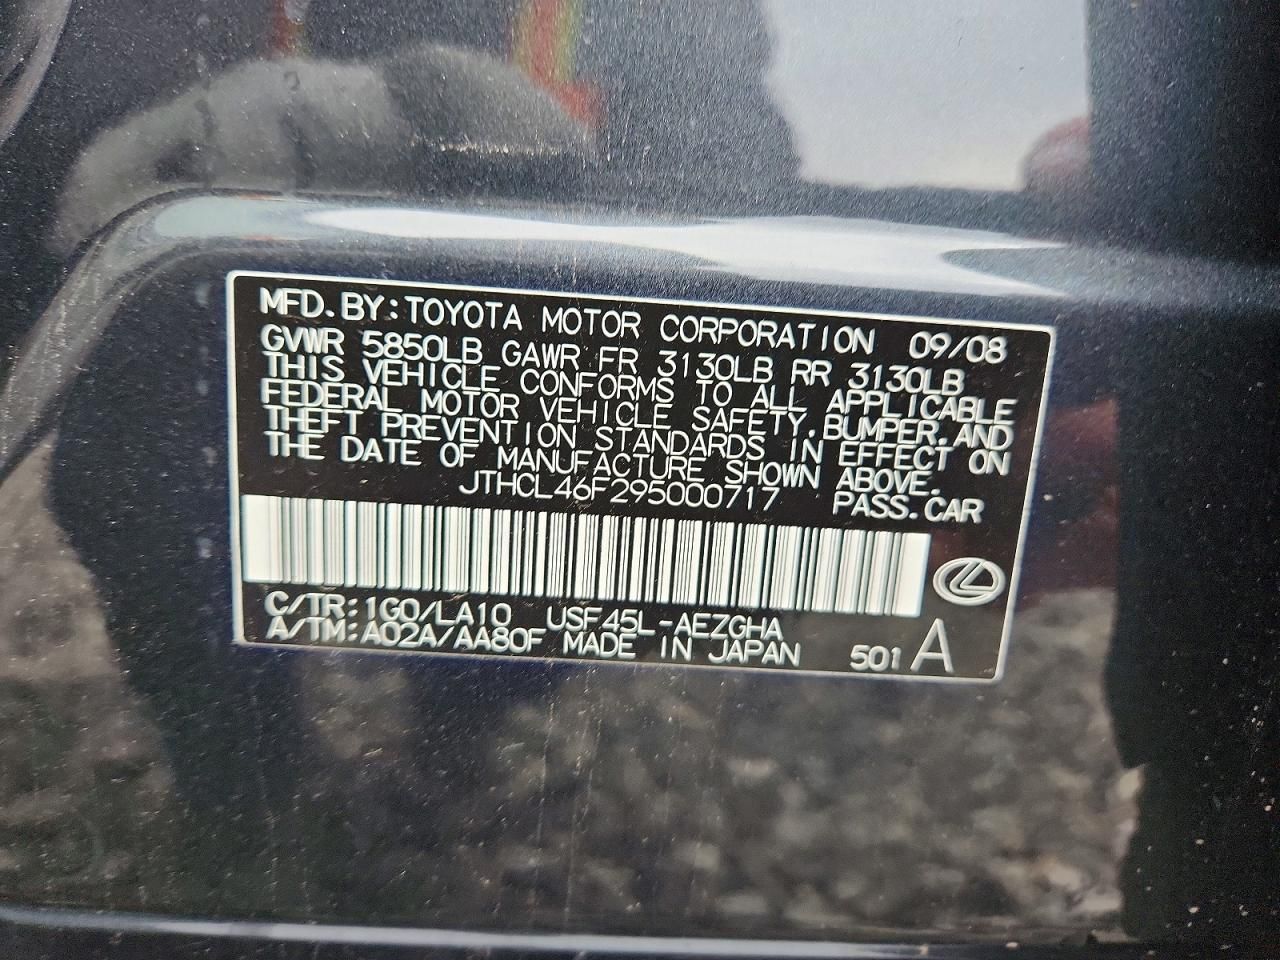 MFD. BY: TOYOTA MOTOR CORPORATION 09/08
GVWR 5850LB GAWR FR 3130LB RR 3130LB
THIS VEHICLE CONFORMS TO ALL APPLICABLE
FEDERAL MOTOR VEHICLE SAFETY, BUMPER, AND
THEFT PREVENTION STANDARDS IN EFFECT ON
THE DATE OF MANUFACTURE SHOWN ABOVE.
JTHCL46F295000717 PASS. CAR
C/TR: 1G0/LA10 USF45L-AEZGHA
A/TM: A02A/AA80F MADE IN JAPAN 501 A